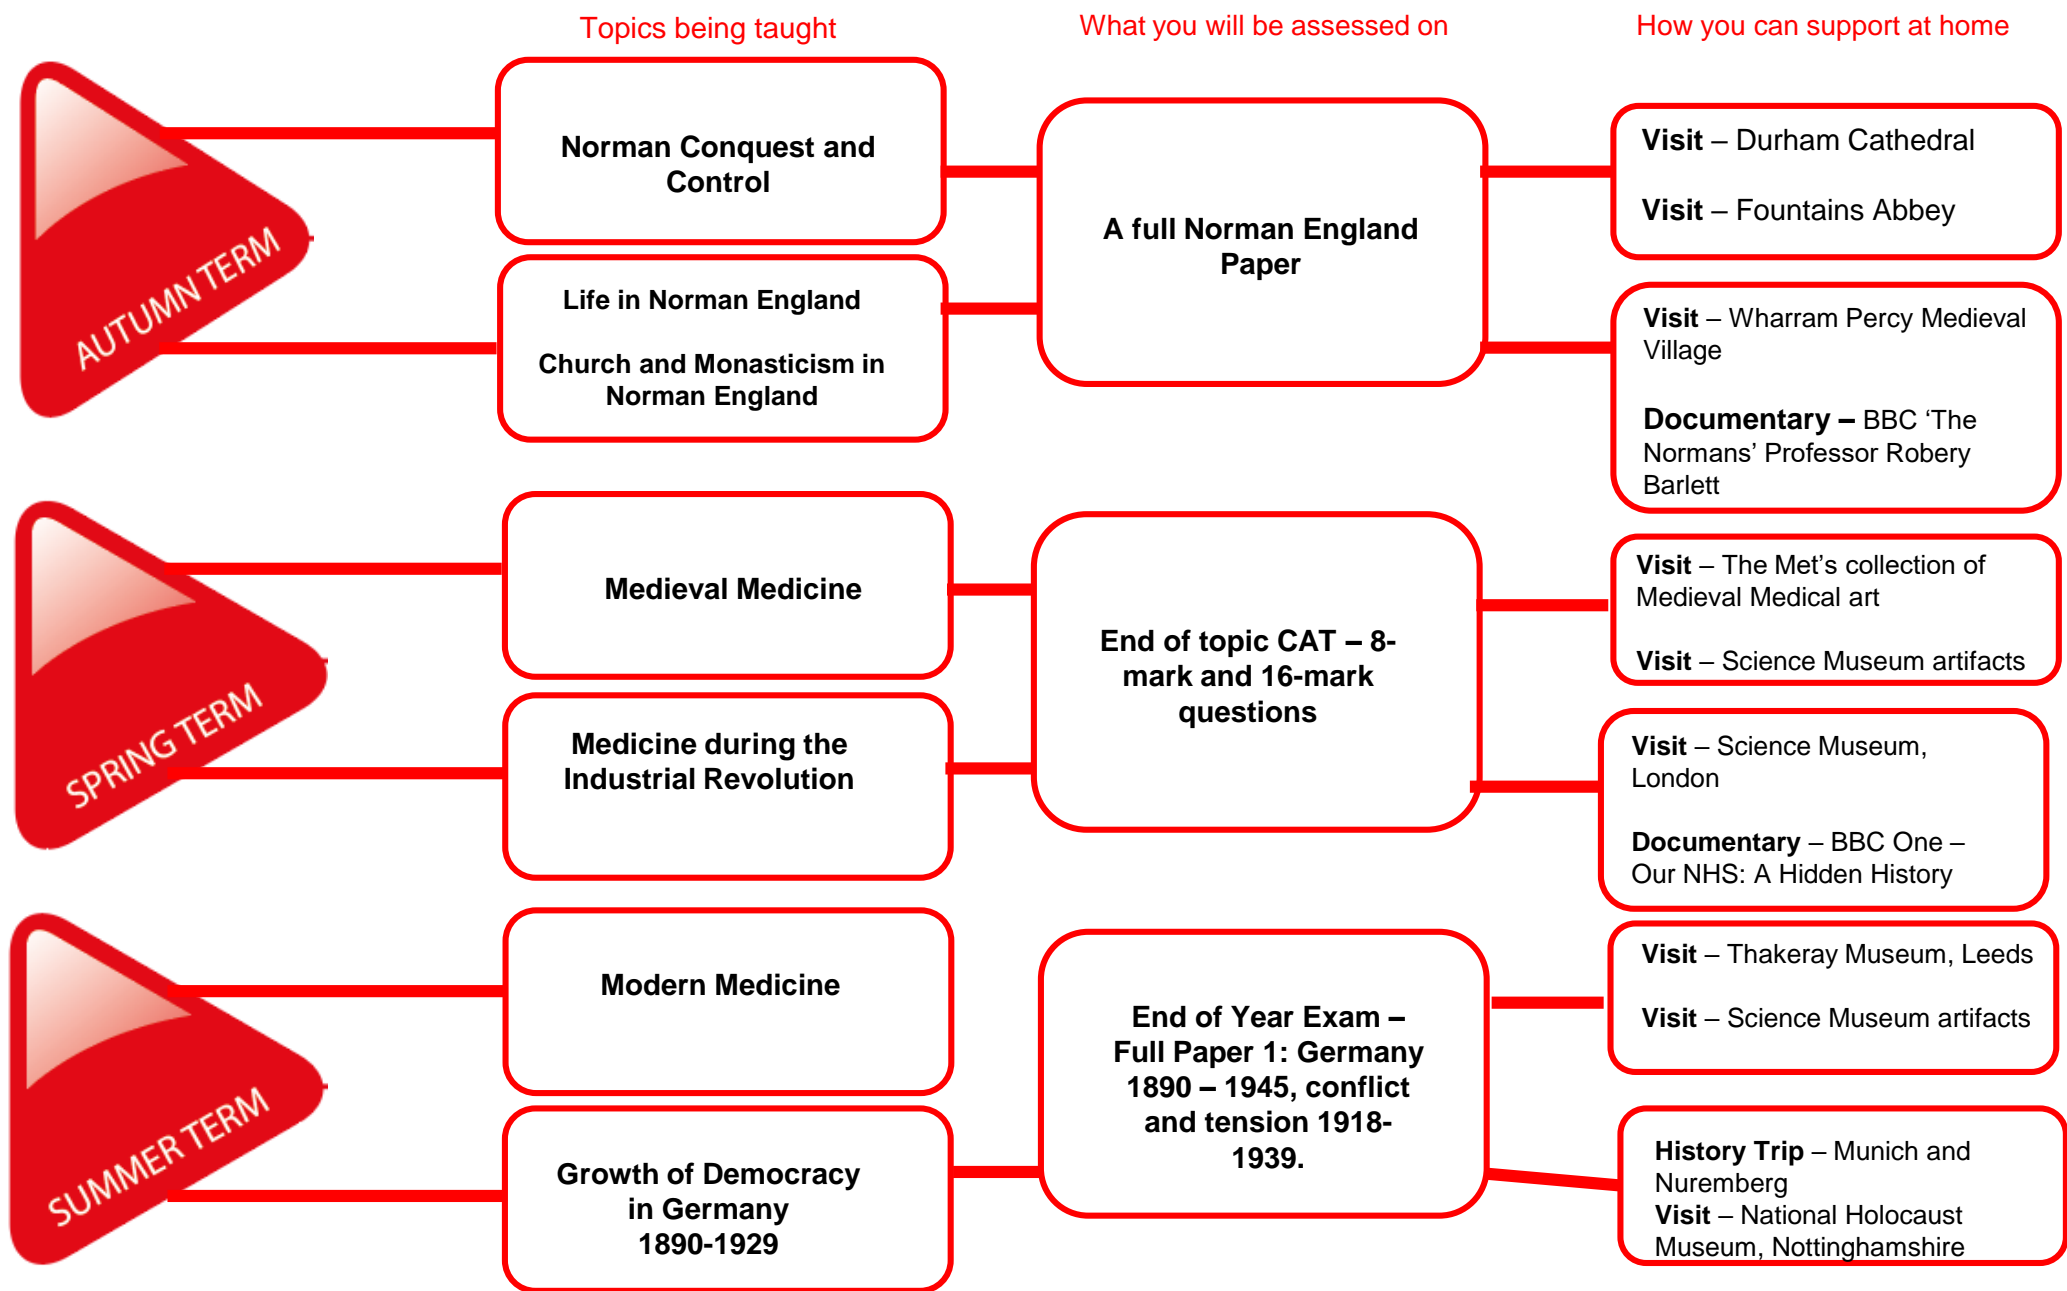 Topics being taught
What you will be assessed on
How you can support at home
AUTUMN TERM
Norman Conquest and
Control
Life in Norman England
Church and Monasticism in
Norman England
A full Norman England
Paper
Visit – Durham Cathedral
Visit – Fountains Abbey
Visit – Wharram Percy Medieval
Village
Documentary – BBC ‘The
Normans’ Professor Robery
Barlett
SPRING TERM
Medieval Medicine
Medicine during the
Industrial Revolution
End of topic CAT – 8-
mark and 16-mark
questions
Visit – The Met’s collection of
Medieval Medical art
Visit – Science Museum artifacts
Visit – Science Museum,
London
Documentary – BBC One –
Our NHS: A Hidden History
SUMMER TERM
Modern Medicine
Growth of Democracy
in Germany
1890-1929
End of Year Exam –
Full Paper 1: Germany
1890 – 1945, conflict
and tension 1918-
1939.
Visit – Thakeray Museum, Leeds
Visit – Science Museum artifacts
History Trip – Munich and
Nuremberg
Visit – National Holocaust
Museum, Nottinghamshire